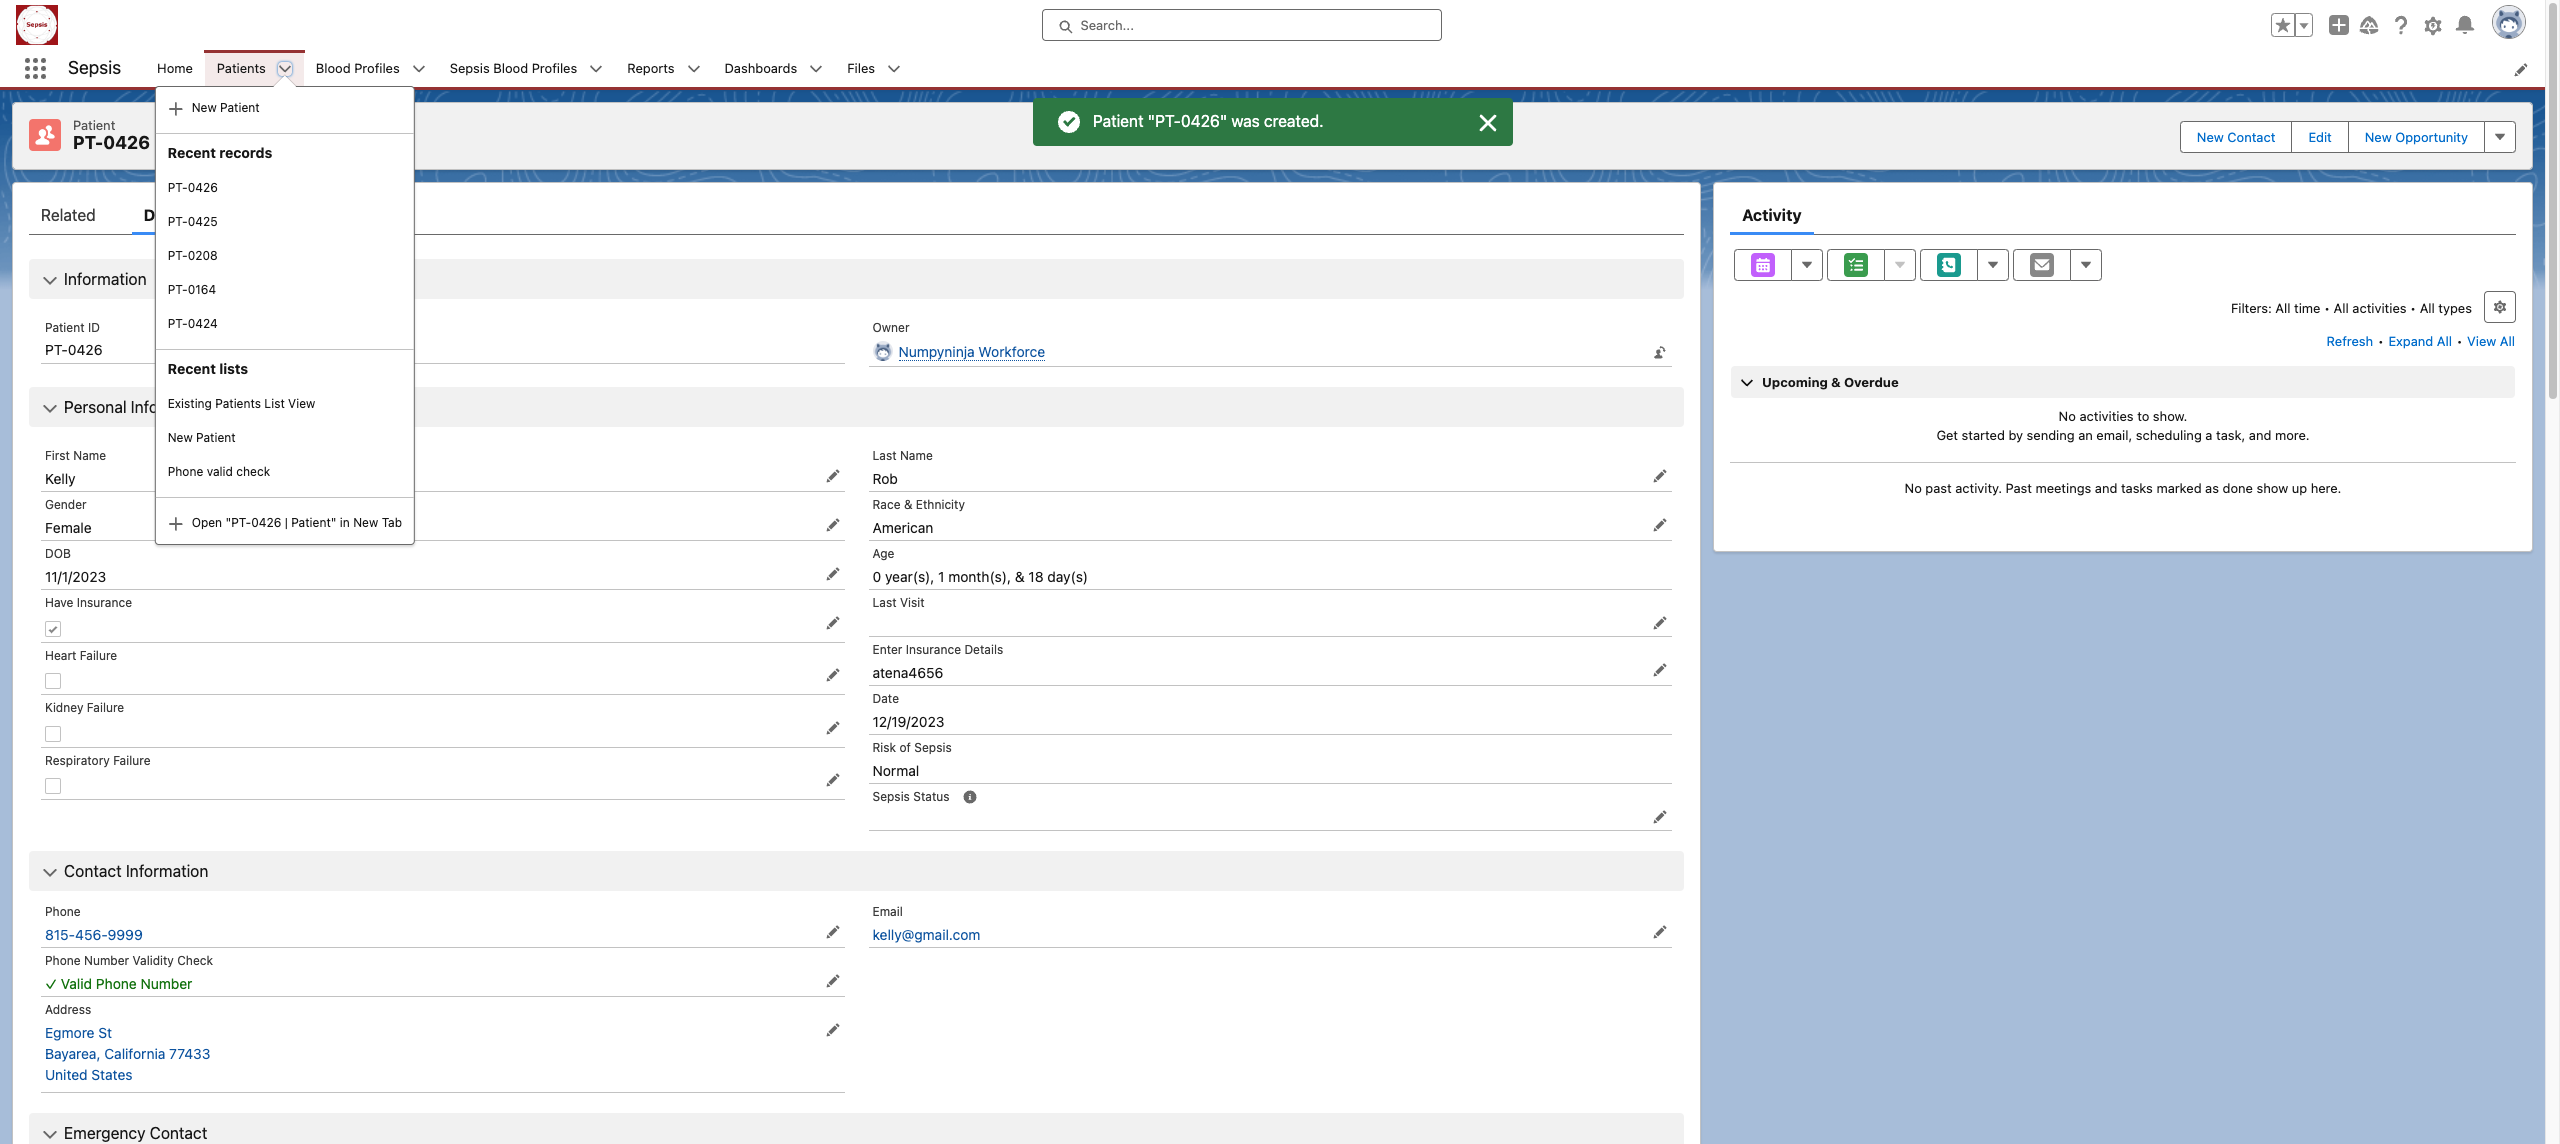 Sepsis
Search...
Sepsis
Home
Patients
Blood Profiles
Sepsis Blood Profiles
Reports
Dashboards
Files
New Patient
Recent records
PT-0426
PT-0425
PT-0208
PT-0164
PT-0424
Recent lists
Existing Patients List View
New Patient
Phone valid check
Open "PT-0426 | Patient" in New Tab
Patient
PT-0426
Patient "PT-0426" was created.
New Contact
Edit
New Opportunity
Related
D
Information
Patient ID
PT-0426
Owner
Numpyninja Workforce
Personal Info
First Name
Kelly
Last Name
Rob
Gender
Female
Race & Ethnicity
American
DOB
11/1/2023
Age
0 year(s), 1 month(s), & 18 day(s)
Have Insurance
Last Visit
Heart Failure
Enter Insurance Details
atena4656
Kidney Failure
Date
12/19/2023
Respiratory Failure
Risk of Sepsis
Normal
Sepsis Status
Contact Information
Phone
815-456-9999
Email
kelly@gmail.com
Phone Number Validity Check
✓ Valid Phone Number
Address
Egmore St
Bayarea, California 77433
United States
Emergency Contact
Activity
Filters: All time • All activities • All types
Refresh • Expand All • View All
Upcoming & Overdue
No activities to show.
Get started by sending an email, scheduling a task, and more.
No past activity. Past meetings and tasks marked as done show up here.